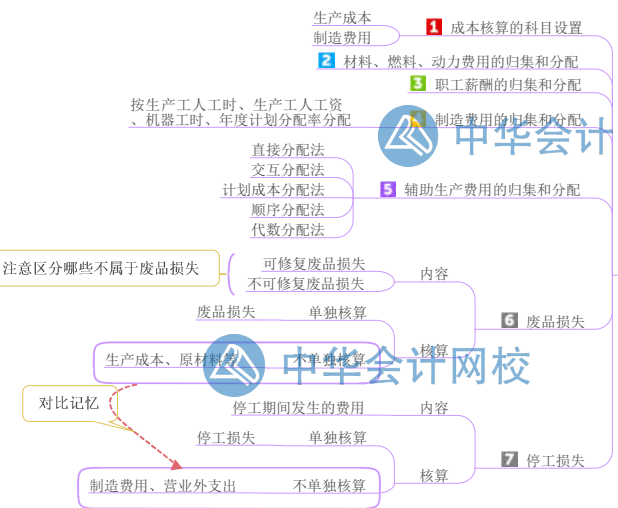 生产成本
制造费用
1 成本核算的科目设置
2 材料、燃料、动力费用的归集和分配
3 职工薪酬的归集和分配
按生产工人工时、生产工人工资
、机器工时、年度计划分配率分配
4 制造费用的归集和分配
中华会计
直接分配法
交互分配法
计划成本分配法
顺序分配法
代数分配法
5 辅助生产费用的归集和分配
注意区分哪些不属于废品损失
可修复废品损失
不可修复废品损失
内容
废品损失 单独核算
生产成本、原材料等 不单独核算
核算
6 废品损失
中华会计网校
对比记忆
停工期间发生的费用 内容
停工损失 单独核算
制造费用、营业外支出 不单独核算
核算
7 停工损失